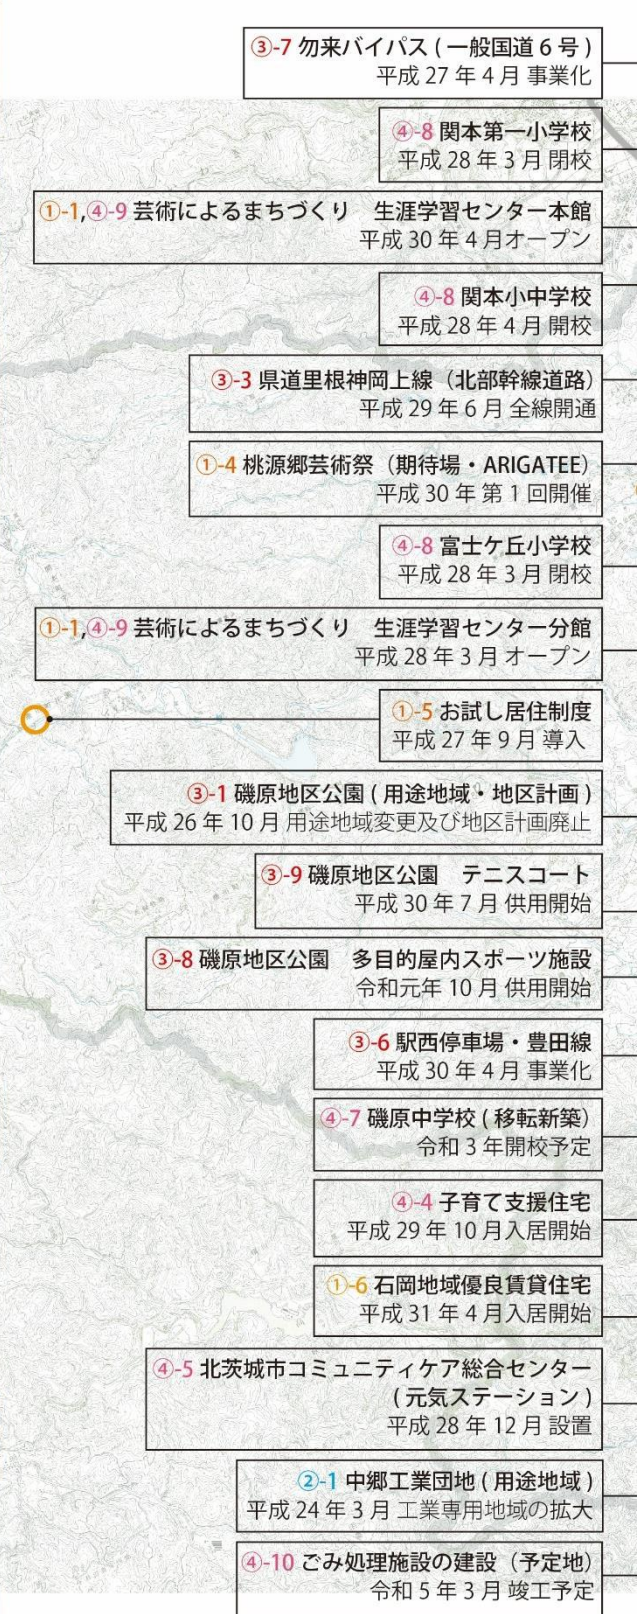 ③-7 勿来バイパス(一般国道6号)
平成27年4月 事業化
④-8 関本第一小学校
平成28年3月 閉校
①-1,④-9 芸術によるまちづくり　生涯学習センター本館
平成30年4月オープン
④-8 関本小中学校
平成28年4月 開校
③-3 県道里根神岡上線（北部幹線道路）
平成29年6月 全線開通
①-4 桃源郷芸術祭（期待場・ARIGATEE）
平成30年 第1回開催
④-8 富士ケ丘小学校
平成28年3月 閉校
①-1,④-9 芸術によるまちづくり　生涯学習センター分館
平成28年3月 オープン
①-5 お試し居住制度
平成27年9月 導入
③-1 磯原地区公園(用途地域・地区計画)
平成26年10月 用途地域変更及び地区計画廃止
③-9 磯原地区公園　テニスコート
平成30年7月 供用開始
③-8 磯原地区公園　多目的屋内スポーツ施設
令和元年10月 供用開始
③-6 駅西停車場・豊田線
平成30年4月 事業化
④-7 磯原中学校(移転新築）
令和3年開校予定
④-4 子育て支援住宅
平成29年10月入居開始
①-6 石岡地域優良賃貸住宅
平成31年4月入居開始
④-5 北茨城市コミュニティケア総合センター
(元気ステーション)
平成28年12月 設置
②-1 中郷工業団地(用途地域)
平成24年3月 工業専用地域の拡大
④-10 ごみ処理施設の建設（予定地）
令和5年3月 竣工予定